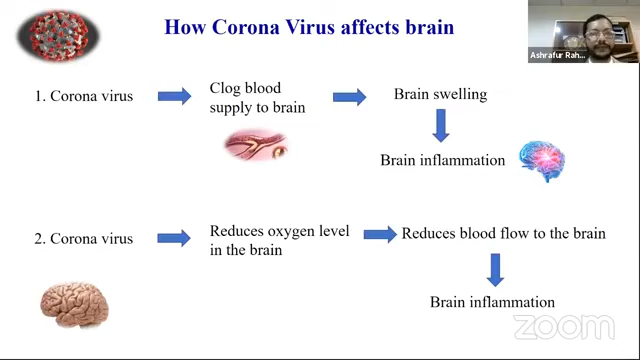 How Corona Virus affects brain
Ashrafur Rah...
1. Corona virus
Clog blood
supply to brain
Brain swelling
Brain inflammation
2. Corona virus
Reduces oxygen level
in the brain
Reduces blood flow to the brain
Brain inflammation
zoom